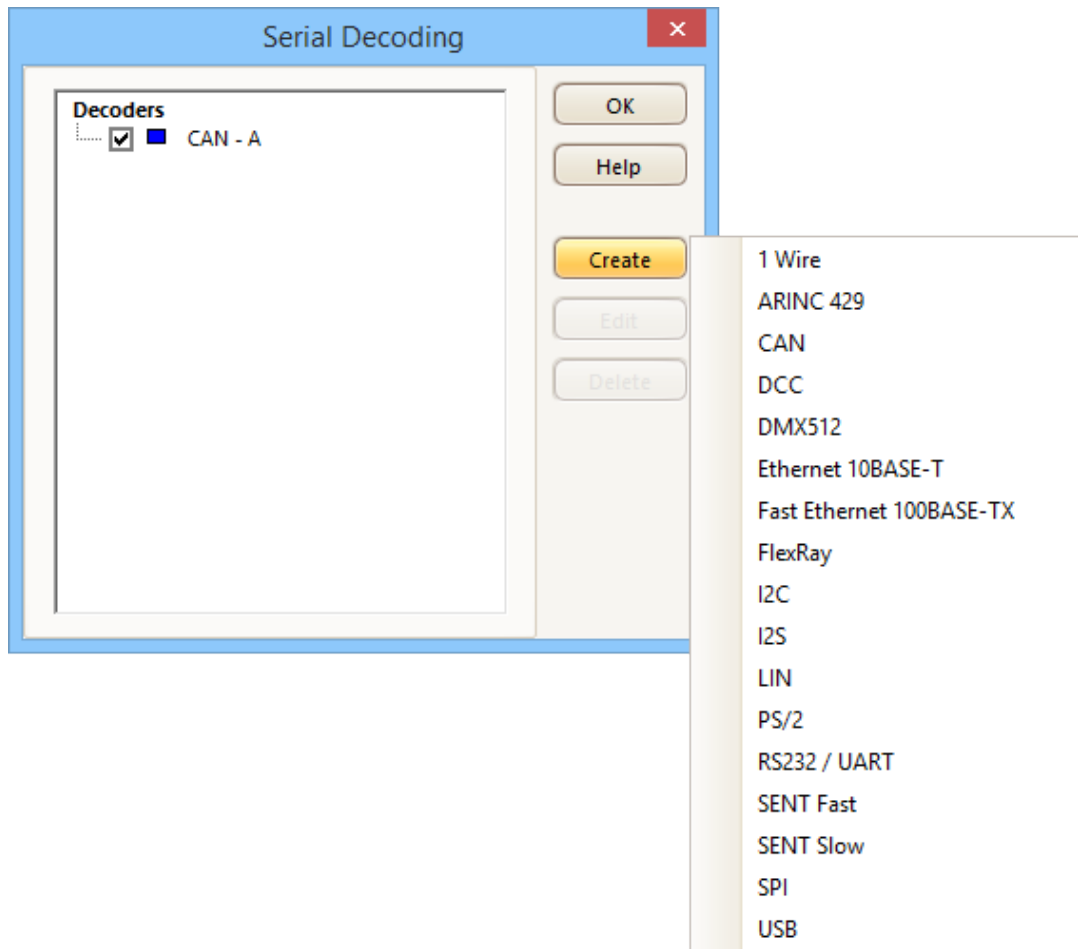 Serial Decoding
Decoders
CAN - A
OK
Help
Create
Edit
Delete
1 Wire
ARINC 429
CAN
DCC
DMX512
Ethernet 10BASE-T
Fast Ethernet 100BASE-TX
FlexRay
I2C
I2S
LIN
PS/2
RS232 / UART
SENT Fast
SENT Slow
SPI
USB